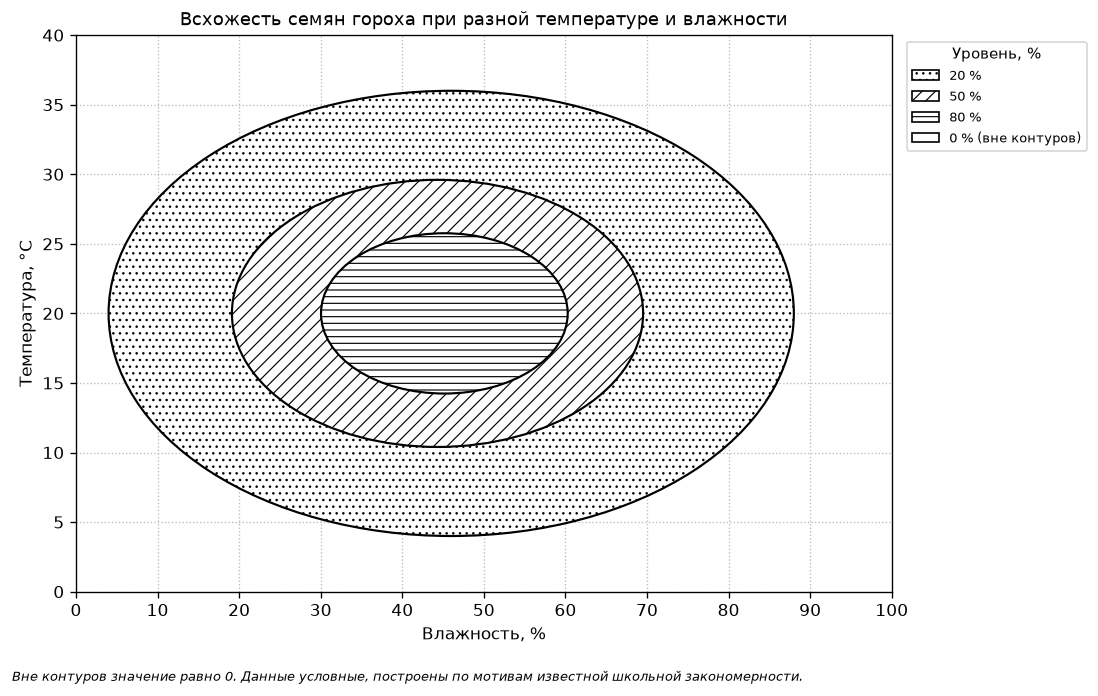 Всхожесть семян гороха при разной температуре и влажности
Уровень, %
20 %
50 %
80 %
0 % (вне контуров)
Температура, °C
40
35
30
25
20
15
10
5
0
0 10 20 30 40 50 60 70 80 90 100
Влажность, %
Вне контуров значение равно 0. Данные условные, построены по мотивам известной школьной закономерности.